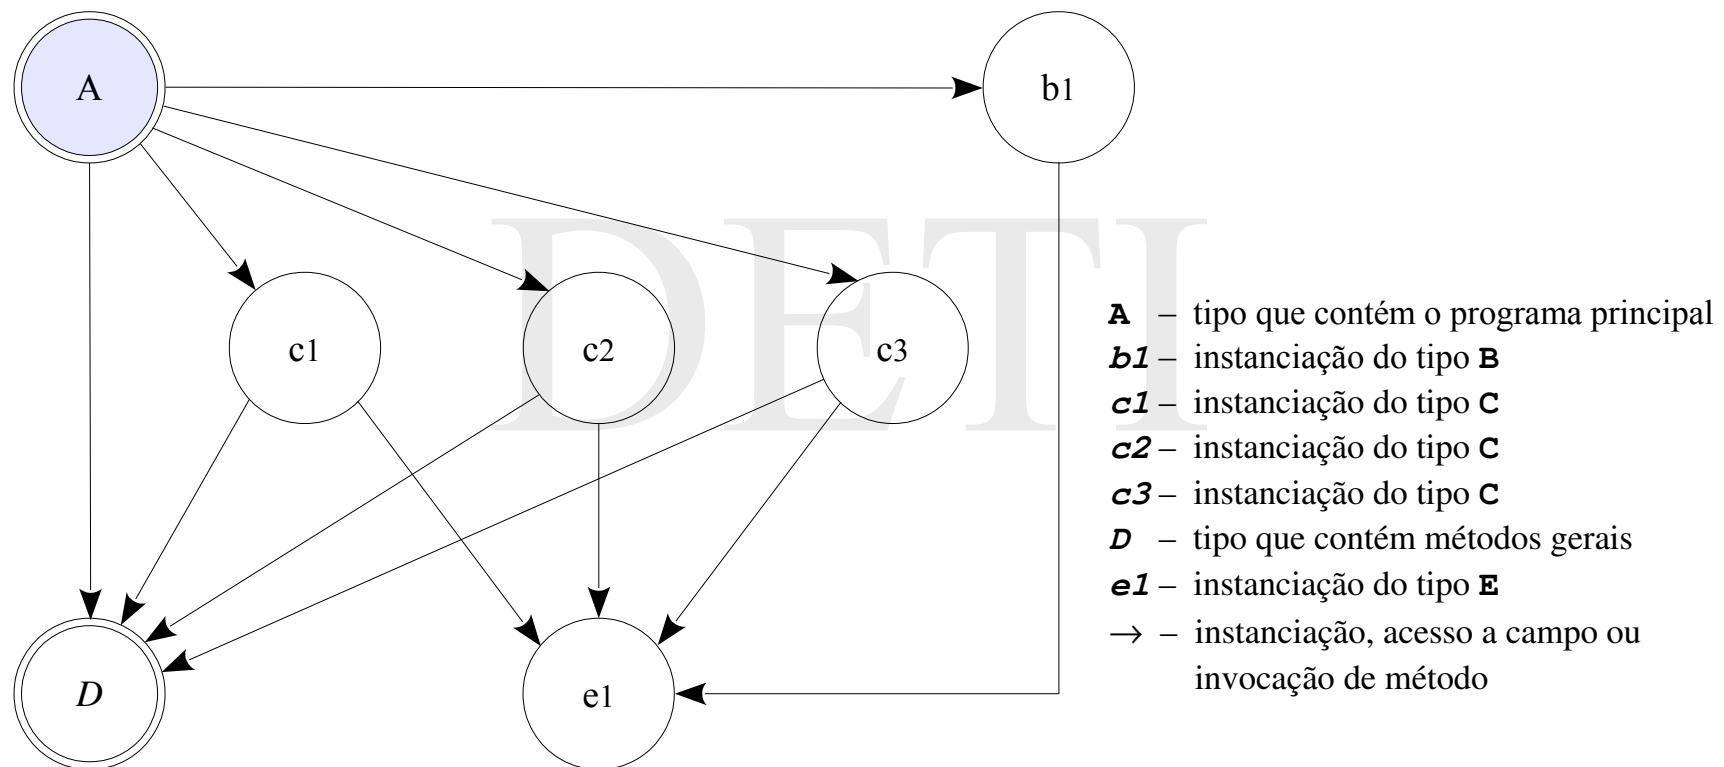 A
b1
c1
c2
c3
D
e1
DETI
A – tipo que contém o programa principal
b1 – instanciação do tipo B
c1 – instanciação do tipo C
c2 – instanciação do tipo C
c3 – instanciação do tipo C
D – tipo que contém métodos gerais
e1 – instanciação do tipo E
→ – instanciação, acesso a campo ou
invocação de método